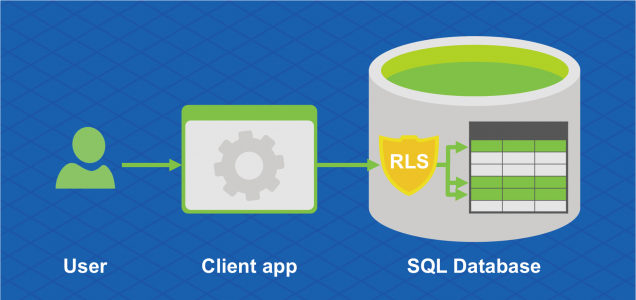 RLS
User
Client app
SQL Database